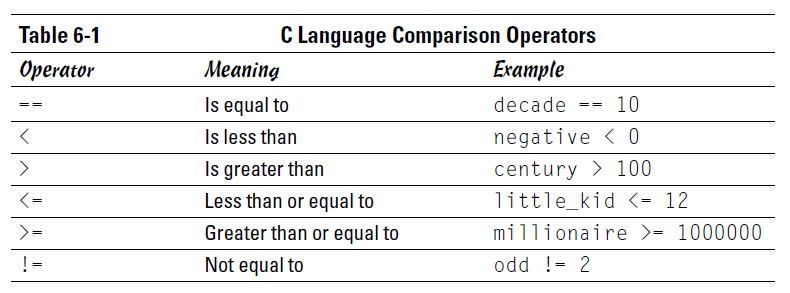 Table 6-1 C Language Comparison Operators
Operator Meaning Example
== Is equal to decade == 10
< Is less than negative < 0
> Is greater than century > 100
<= Less than or equal to little_kid <= 12
>= Greater than or equal to millionaire >= 1000000
!= Not equal to odd != 2